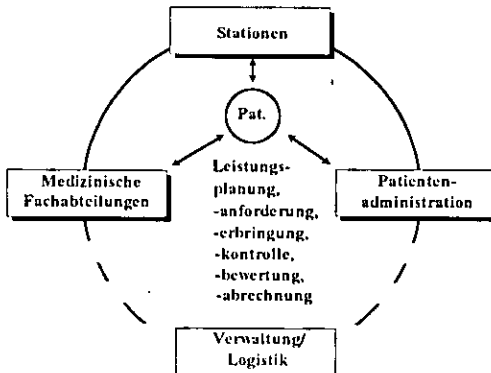 Stationen
Pat.
Medizinische
Fachabteilungen
Leistungs-
planung,
-anforderung,
-erbringung,
-kontrolle,
-bewertung,
-abrechnung
Patienten-
administration
Verwaltung/
Logistik